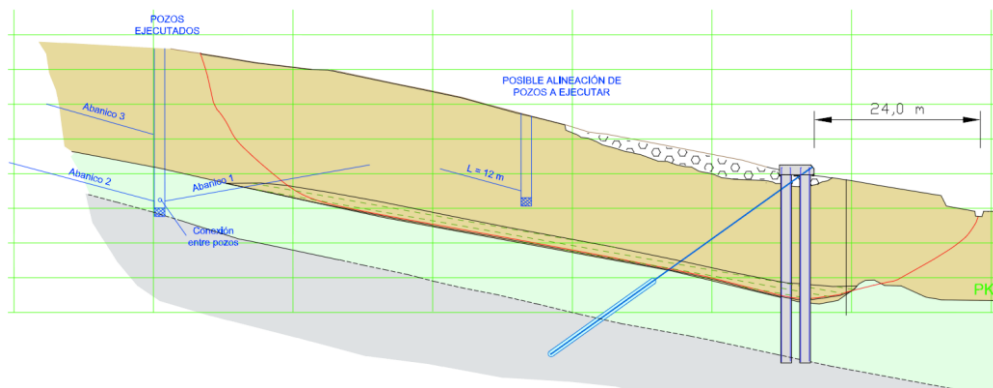 POZOS
EJECUTADOS
POSIBLE ALINEACIÓN DE
POZOS A EJECUTAR
24,0 m
Abanico 3
Abanico 2
Abanico 1
L = 12 m
Conexión
entre pozos
PK